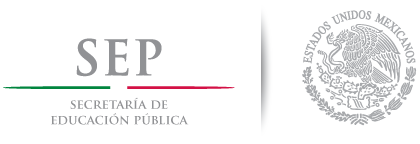 SEP
SECRETARÍA DE
EDUCACIÓN PÚBLICA
ESTADOS UNIDOS MEXICANOS